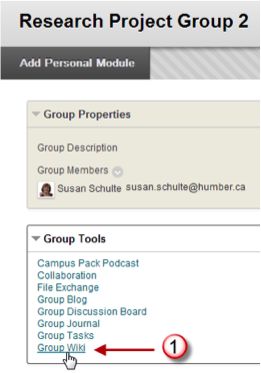 Research Project Group 2
Add Personal Module
Group Properties
Group Description
Group Members
Susan Schulte susan.schulte@humber.ca
Group Tools
Campus Pack Podcast
Collaboration
File Exchange
Group Blog
Group Discussion Board
Group Journal
Group Tasks
Group Wiki 1